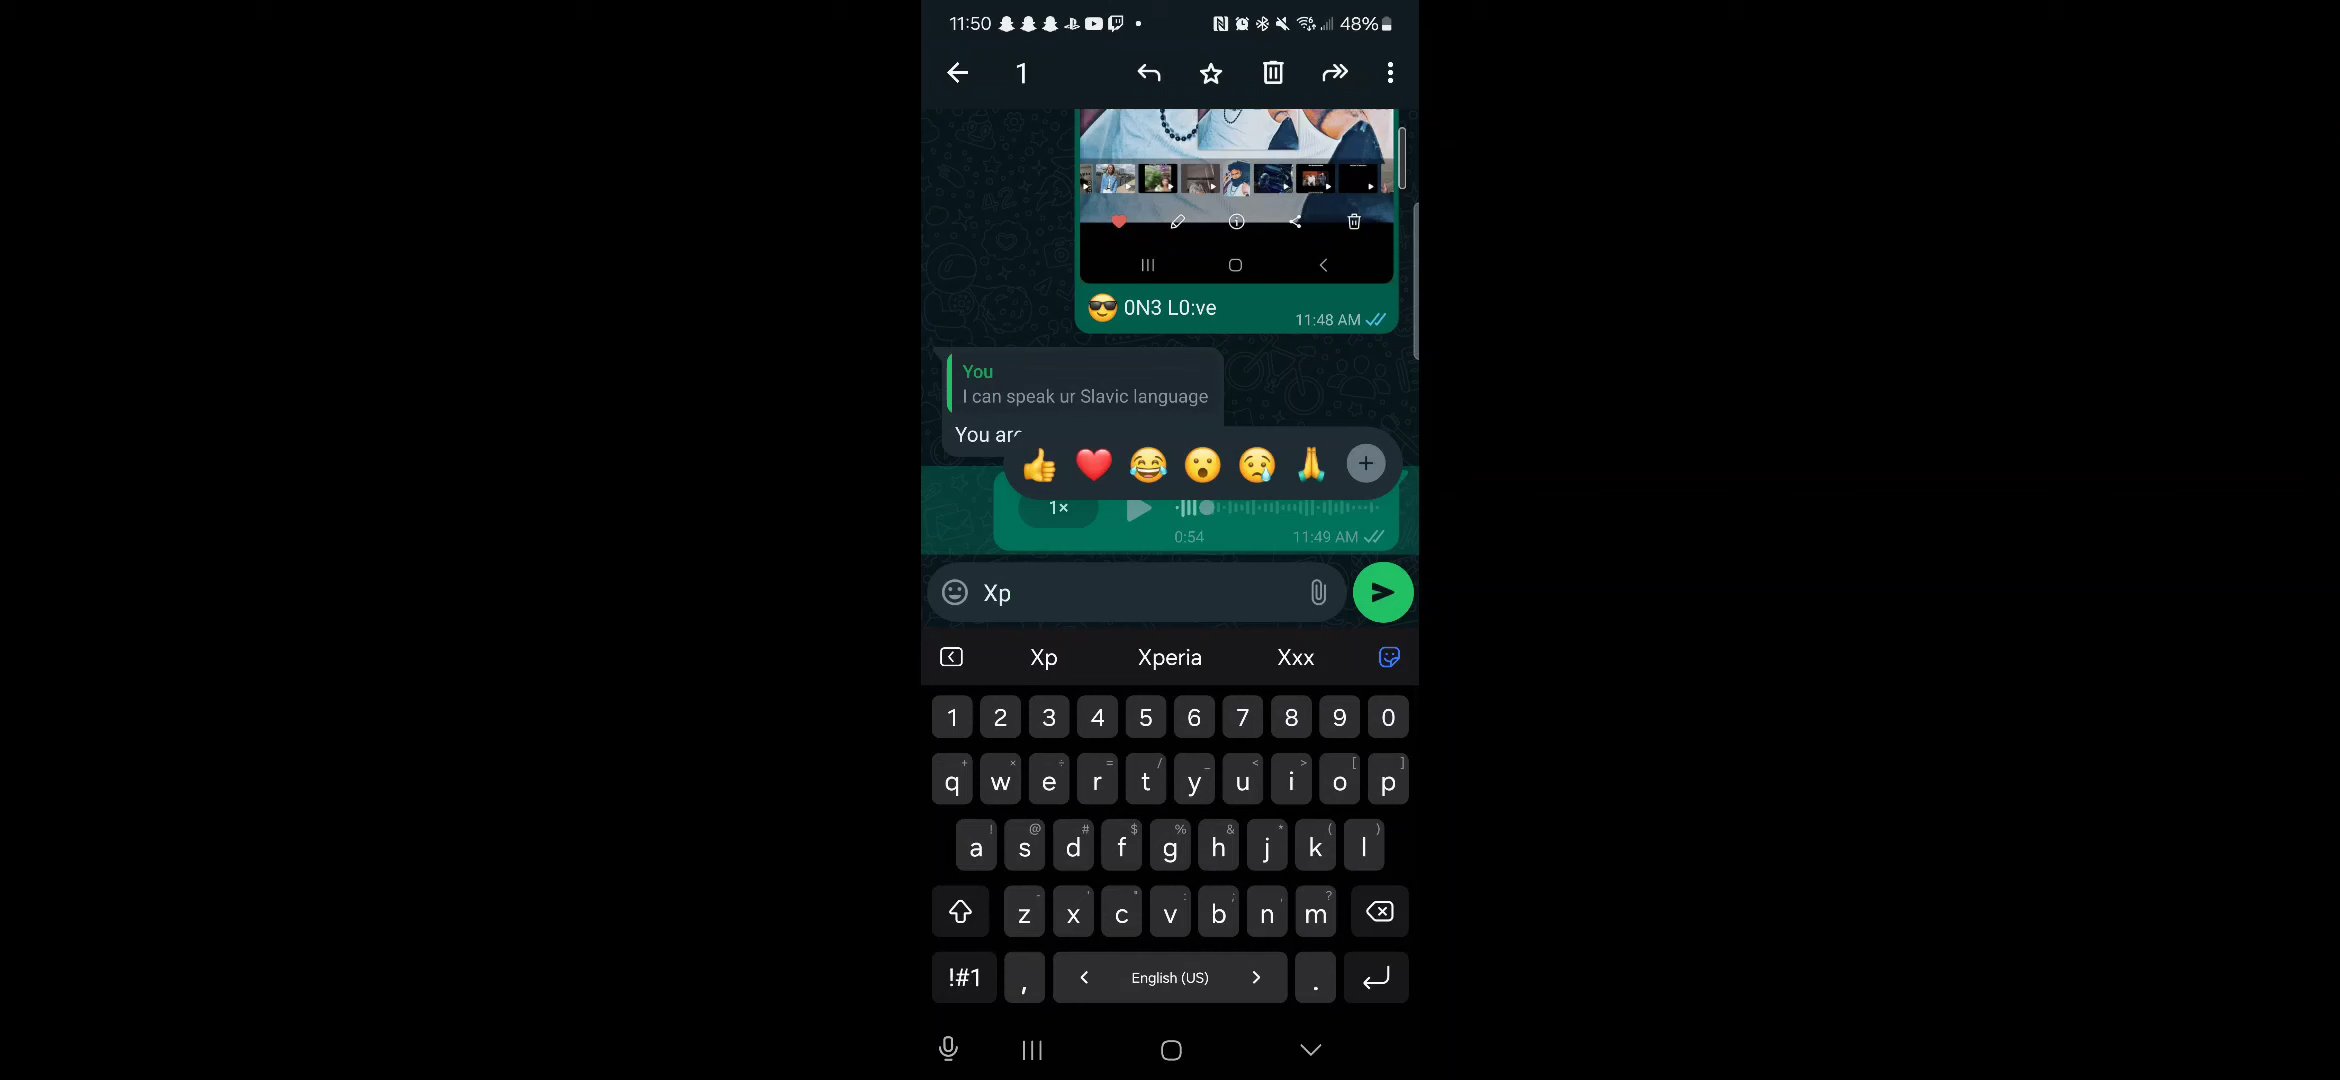 11:50
48%
1
0N3 L0:ve
11:48 AM
You
I can speak ur Slavic language
You are
1×
0:54
11:49 AM
Xp
Xp Xperia Xxx
1 2 3 4 5 6 7 8 9 0
+ × ÷ = / _ < > [ ]
q w e r t y u i o p
! @ # $ % & * ( )
a s d f g h j k l
- ' " : ; , ?
z x c v b n m
!#1 , < English (US) > .